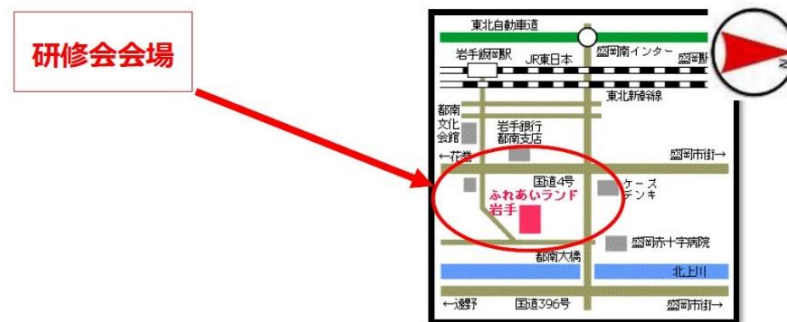 研修会会場
東北自動車道
岩手飯岡駅
JR東日本
盛岡南インター
盛岡駅
東北新幹線
都南
文化
会館
岩手銀行
都南支店
←花巻
盛岡市街→
国道4号
ケーズ
デンキ
ふれあいランド
岩手
盛岡赤十字病院
都南大橋
北上川
←遠野
国道396号
盛岡市街→
N